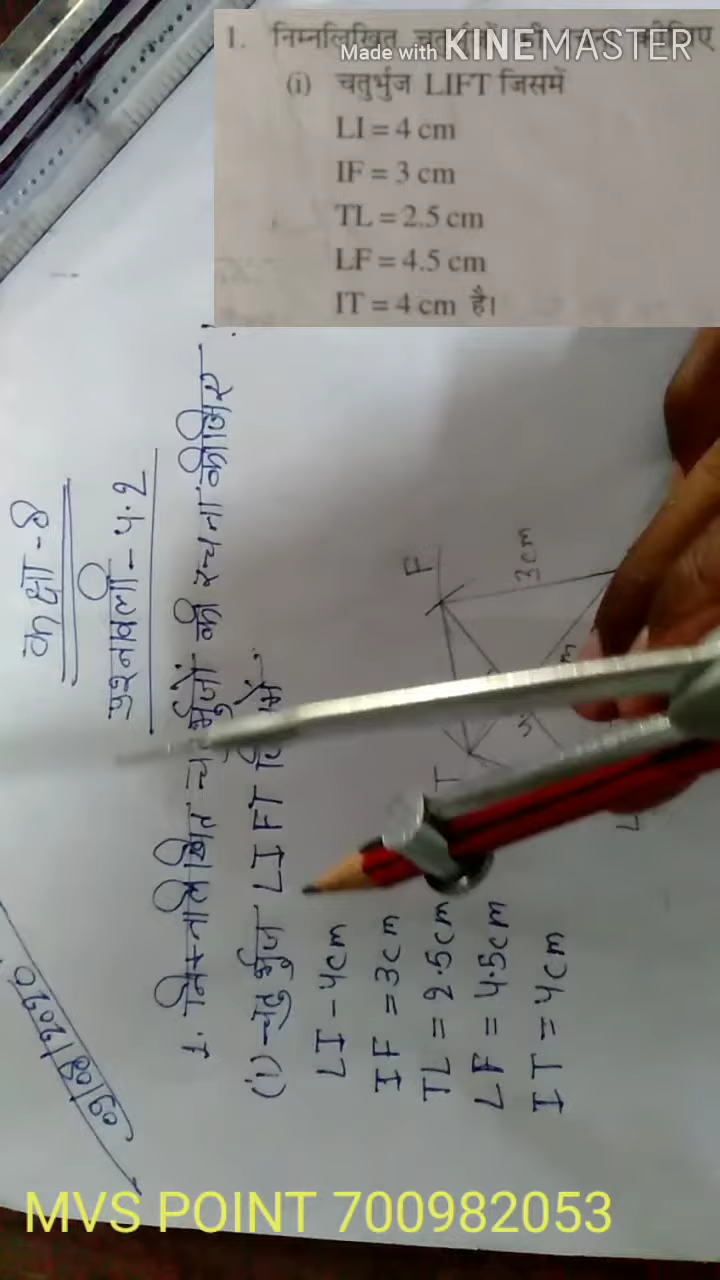 1. निम्नलिखित
Made with KINEMASTER
(i) चतुर्भुज LIFT जिसमें
LI = 4 cm
IF = 3 cm
TL = 2.5 cm
LF = 4.5 cm
IT = 4 cm है।
कक्षा - 8
प्रश्नावली - 4.2
1. निम्नलिखित की रचना कीजिए :
(i) चतुर्भुज LIFT
LI - 4cm
IF = 3cm
TL = 2.5cm
LF = 4.5cm
IT = 4cm
F
3cm
T
L
MVS POINT 700982053